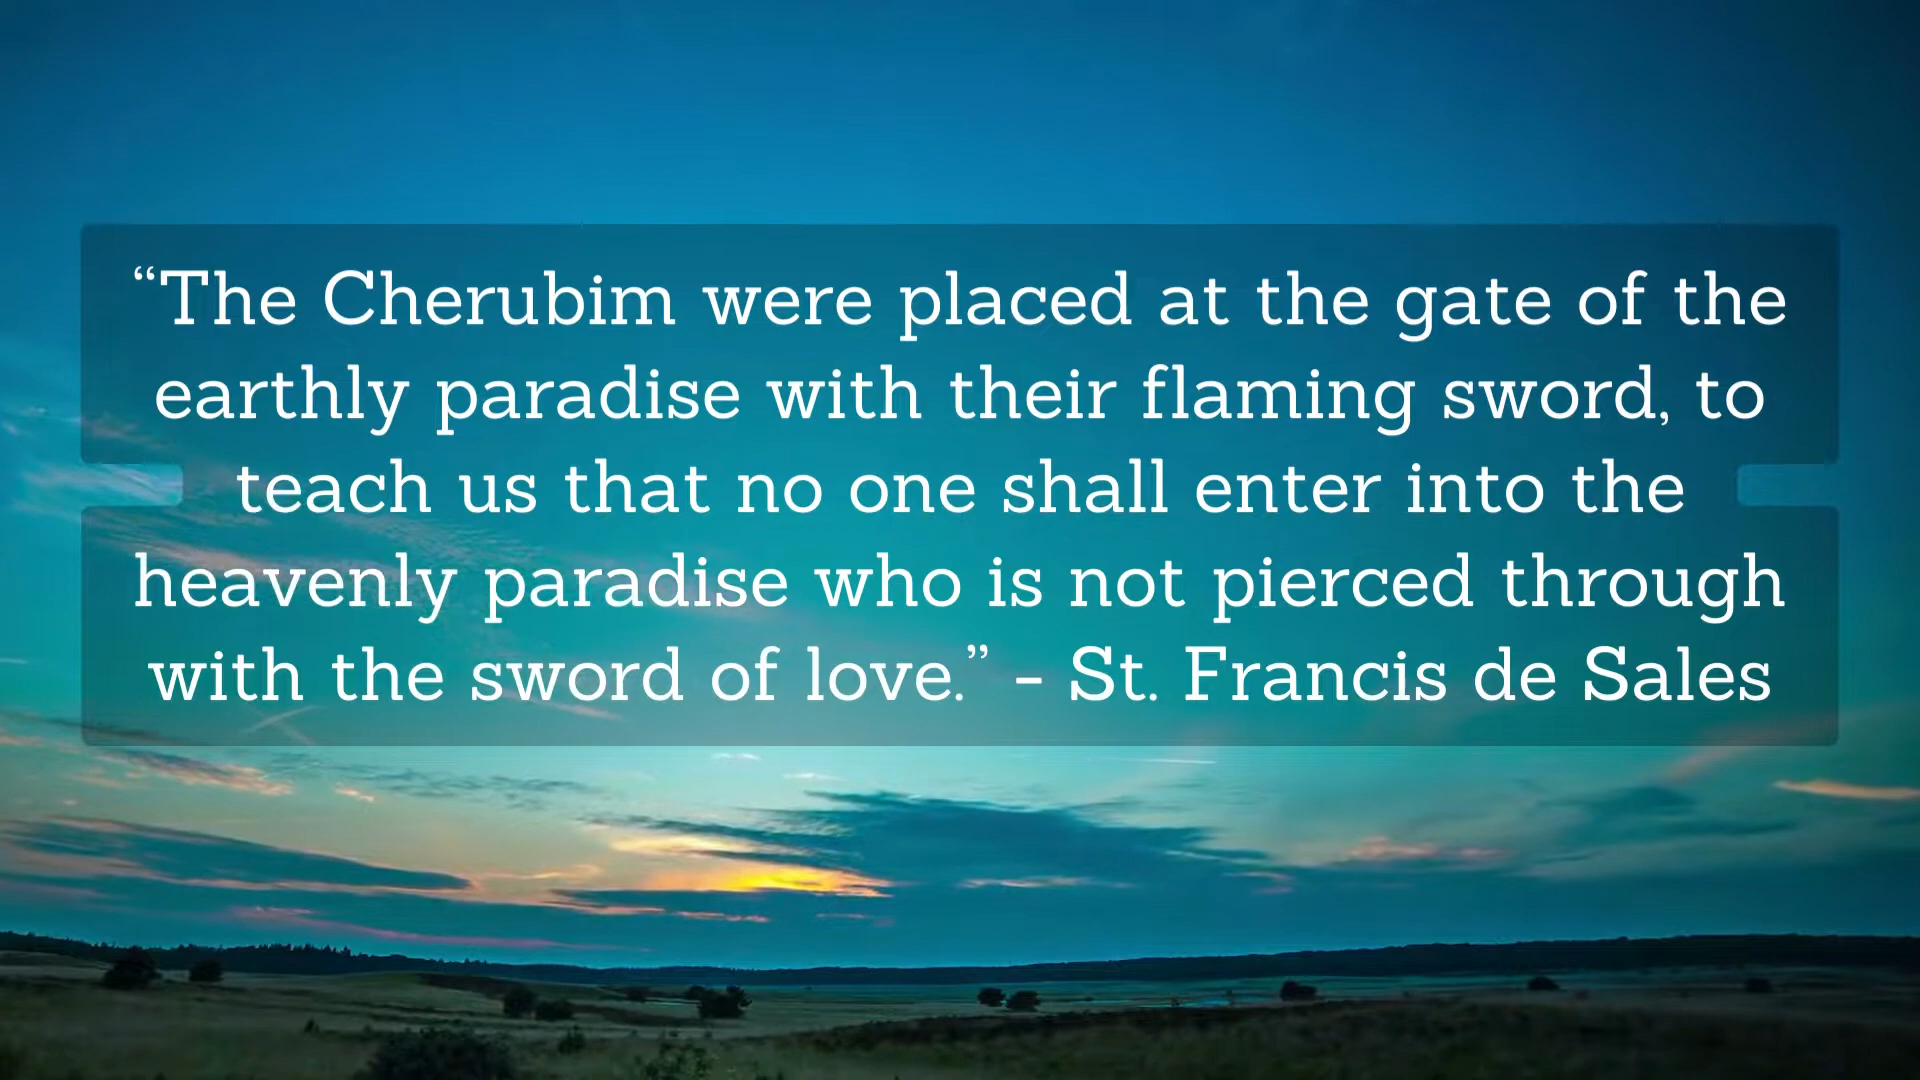 “The Cherubim were placed at the gate of the
earthly paradise with their flaming sword, to
teach us that no one shall enter into the
heavenly paradise who is not pierced through
with the sword of love.” - St. Francis de Sales